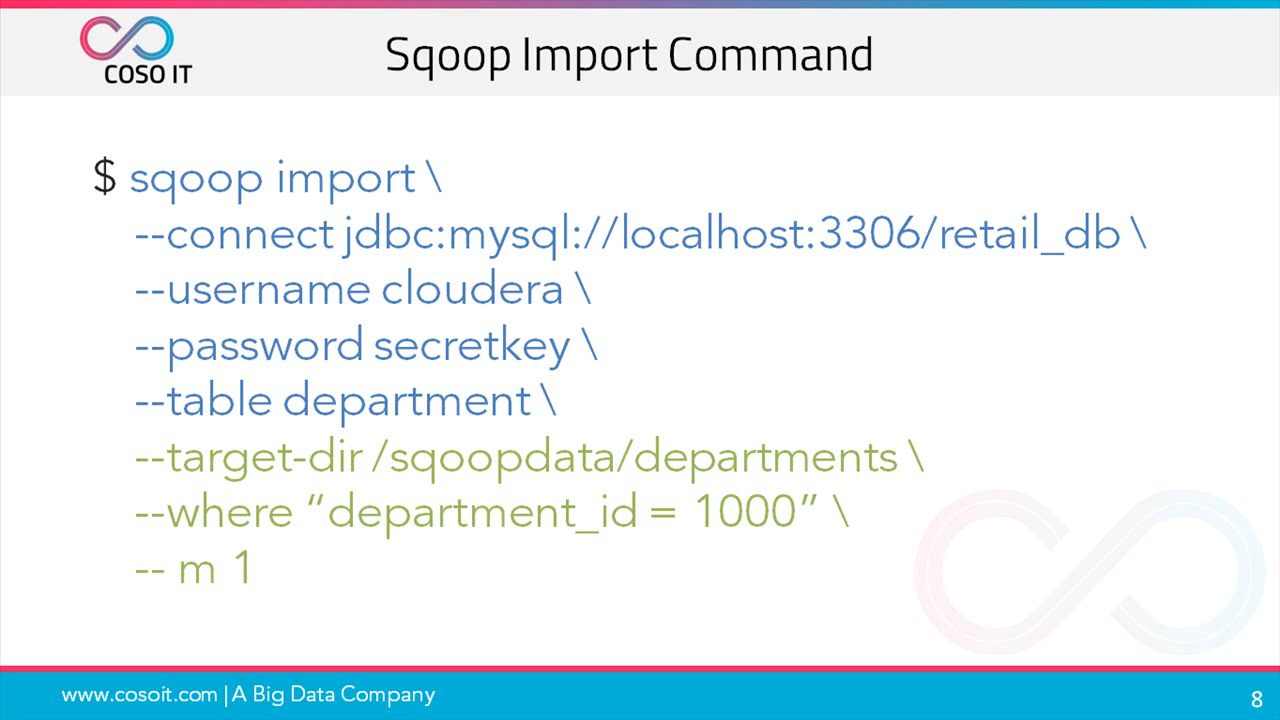 COSO IT
Sqoop Import Command
$ sqoop import \
--connect jdbc:mysql://localhost:3306/retail_db \
--username cloudera \
--password secretkey \
--table department \
--target-dir /sqoopdata/departments \
--where “department_id = 1000” \
-- m 1
www.cosoit.com | A Big Data Company
8